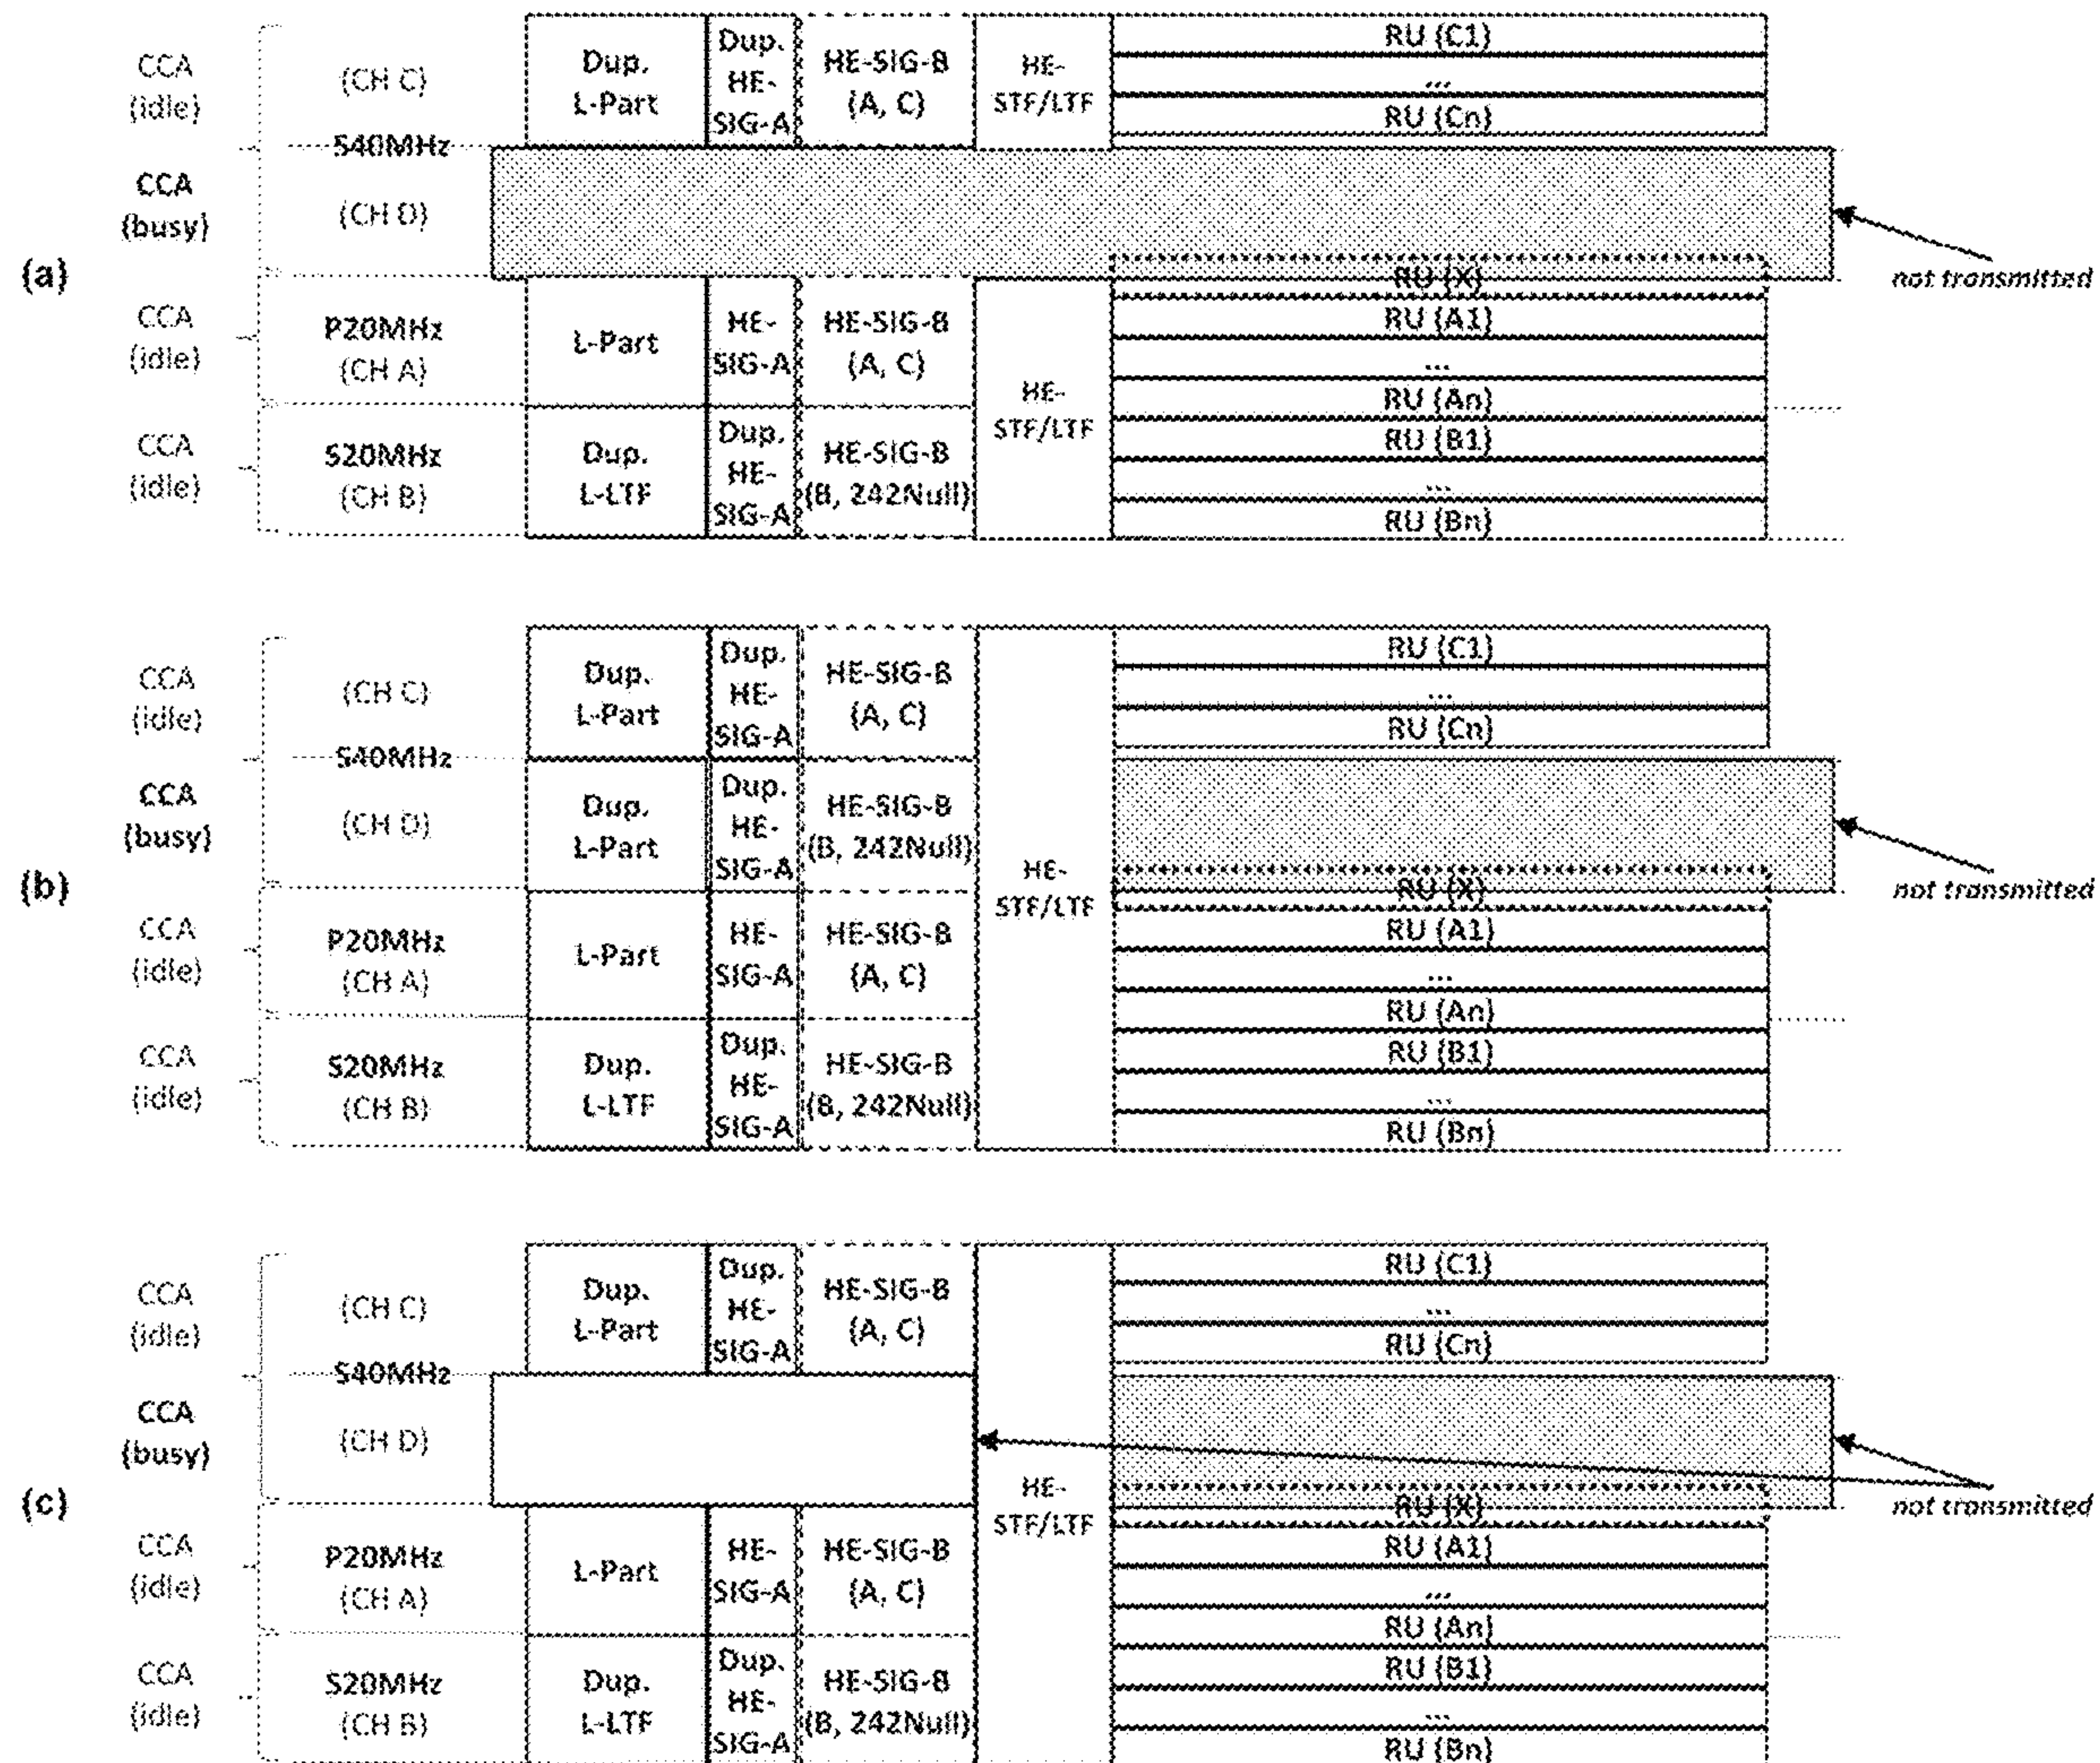 (a)
CCA
(idle)
(CH C)
Dup.
L-Part
Dup.
HE-
SIG-A
HE-SIG-B
(A, C)
HE-
STF/LTF
RU (C1)
...
RU (Cn)
S40MHz
CCA
(busy)
(CH D)
not transmitted
RU (X)
CCA
(idle)
P20MHz
(CH A)
L-Part
HE-
SIG-A
HE-SIG-B
(A, C)
HE-
STF/LTF
RU (A1)
...
RU (An)
CCA
(idle)
S20MHz
(CH B)
Dup.
L-LTF
Dup.
HE-
SIG-A
HE-SIG-B
(B, 242Null)
RU (B1)
...
RU (Bn)
(b)
CCA
(idle)
(CH C)
Dup.
L-Part
Dup.
HE-
SIG-A
HE-SIG-B
(A, C)
RU (C1)
...
RU (Cn)
S40MHz
CCA
(busy)
(CH D)
Dup.
L-Part
Dup.
HE-
SIG-A
HE-SIG-B
(B, 242Null)
HE-
STF/LTF
not transmitted
RU (X)
CCA
(idle)
P20MHz
(CH A)
L-Part
HE-
SIG-A
HE-SIG-B
(A, C)
RU (A1)
...
RU (An)
CCA
(idle)
S20MHz
(CH B)
Dup.
L-LTF
Dup.
HE-
SIG-A
HE-SIG-B
(B, 242Null)
RU (B1)
...
RU (Bn)
(c)
CCA
(idle)
(CH C)
Dup.
L-Part
Dup.
HE-
SIG-A
HE-SIG-B
(A, C)
RU (C1)
...
RU (Cn)
S40MHz
CCA
(busy)
(CH D)
HE-
STF/LTF
not transmitted
RU (X)
CCA
(idle)
P20MHz
(CH A)
L-Part
HE-
SIG-A
HE-SIG-B
(A, C)
RU (A1)
...
RU (An)
CCA
(idle)
S20MHz
(CH B)
Dup.
L-LTF
Dup.
HE-
SIG-A
HE-SIG-B
(B, 242Null)
RU (B1)
...
RU (Bn)